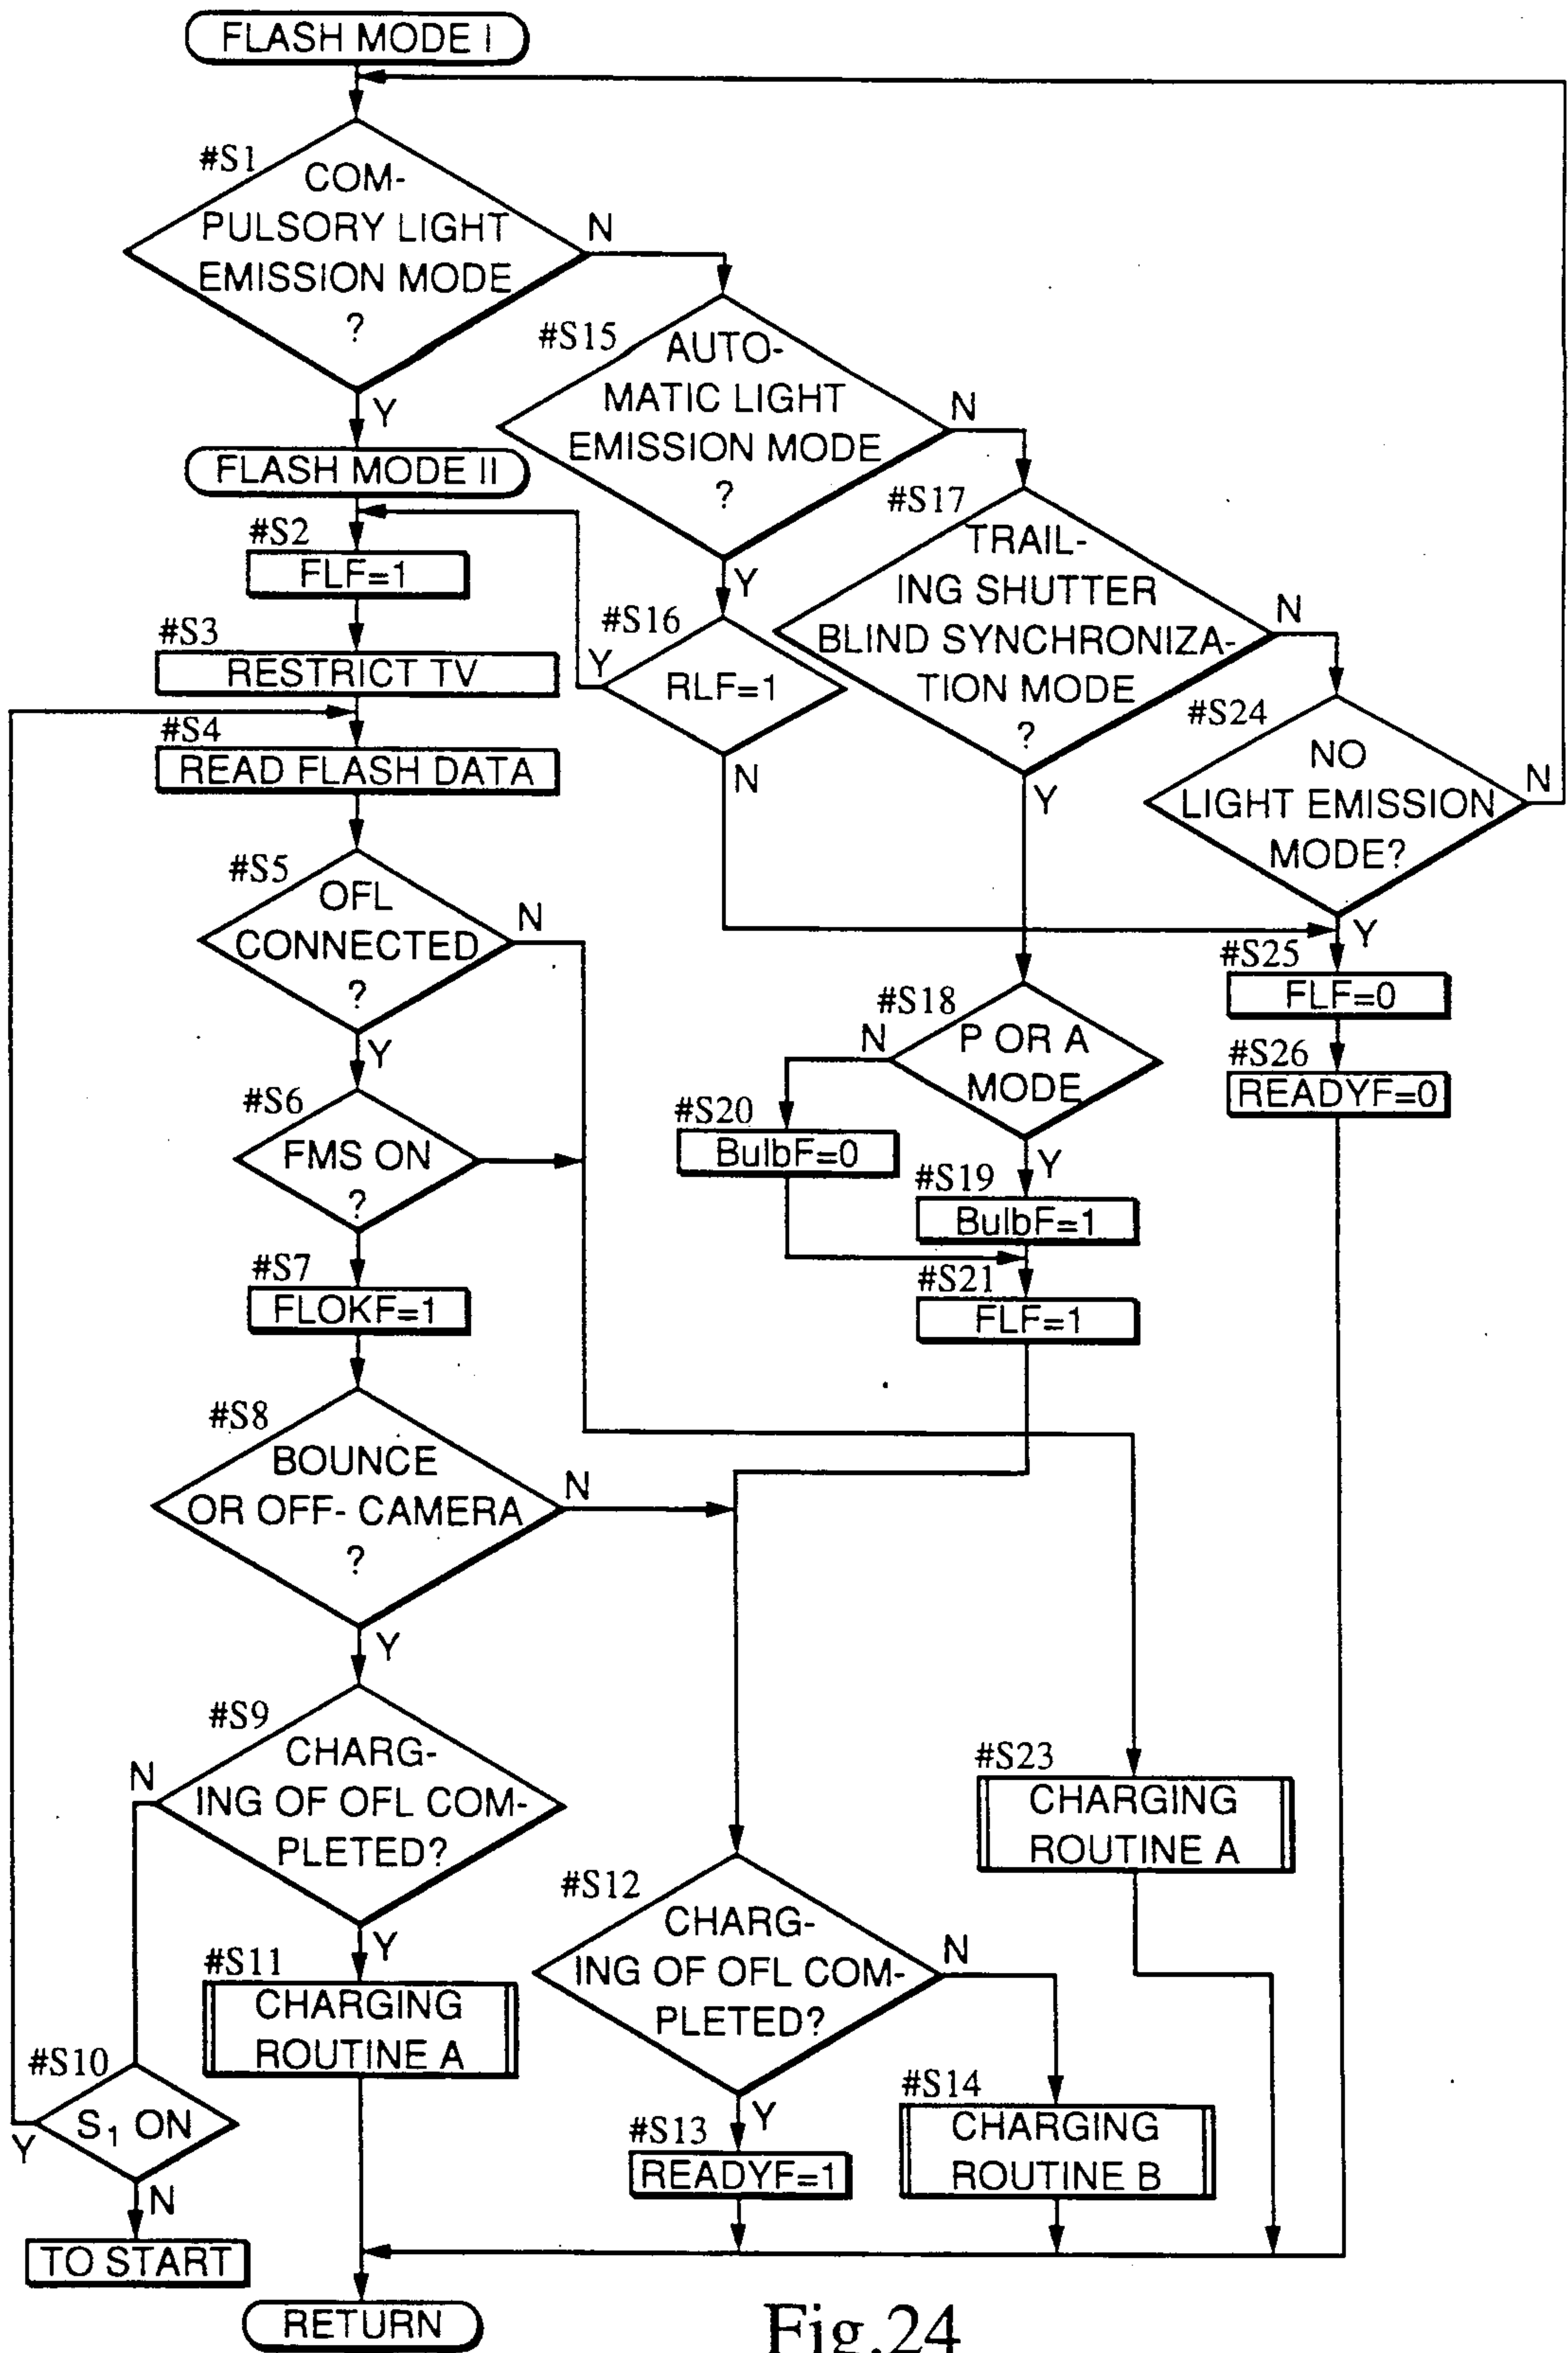 FLASH MODE I
#S1
COM-
PULSORY LIGHT
EMISSION MODE
?
N
Y
#S15
AUTO-
MATIC LIGHT
EMISSION MODE
?
N
Y
FLASH MODE II
#S2
FLF=1
#S3
RESTRICT TV
#S4
READ FLASH DATA
#S16
RLF=1
Y
N
#S17
TRAIL-
ING SHUTTER
BLIND SYNCHRONIZA-
TION MODE
?
N
Y
#S24
NO
LIGHT EMISSION
MODE?
N
Y
#S25
FLF=0
#S26
READYF=0
#S5
OFL
CONNECTED
?
N
Y
#S6
FMS ON
?
#S7
FLOKF=1
#S18
P OR A
MODE
N
Y
#S20
BulbF=0
#S19
BulbF=1
#S21
FLF=1
#S8
BOUNCE
OR OFF- CAMERA
?
N
Y
#S9
CHARG-
ING OF OFL COM-
PLETED?
N
Y
#S23
CHARGING
ROUTINE A
#S12
CHARG-
ING OF OFL COM-
PLETED?
N
Y
#S11
CHARGING
ROUTINE A
#S10
S1 ON
Y
N
#S14
CHARGING
ROUTINE B
#S13
READYF=1
TO START
RETURN
Fig.24